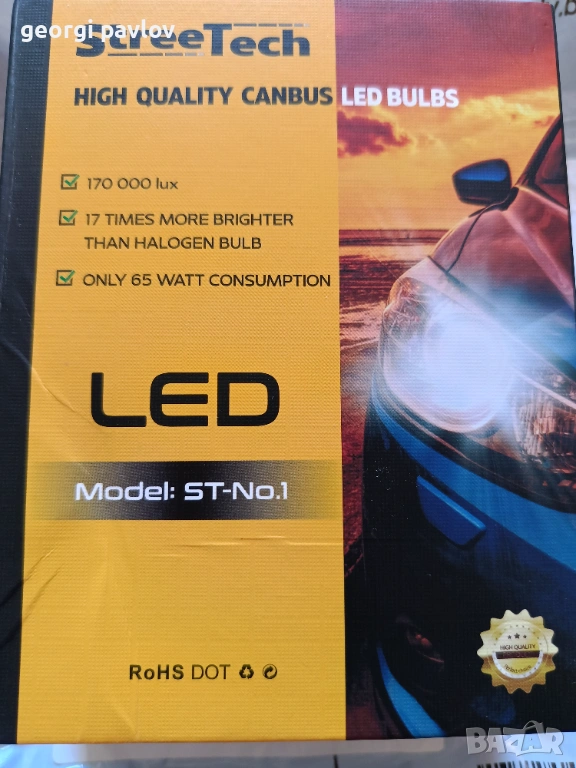 georgi pavlov
StreeTech
HIGH QUALITY CANBUS LED BULBS
170 000 lux
17 TIMES MORE BRIGHTER
THAN HALOGEN BULB
ONLY 65 WATT CONSUMPTION
LED
Model: ST-No.1
HIGH QUALITY
RoHS DOT
BAZAR